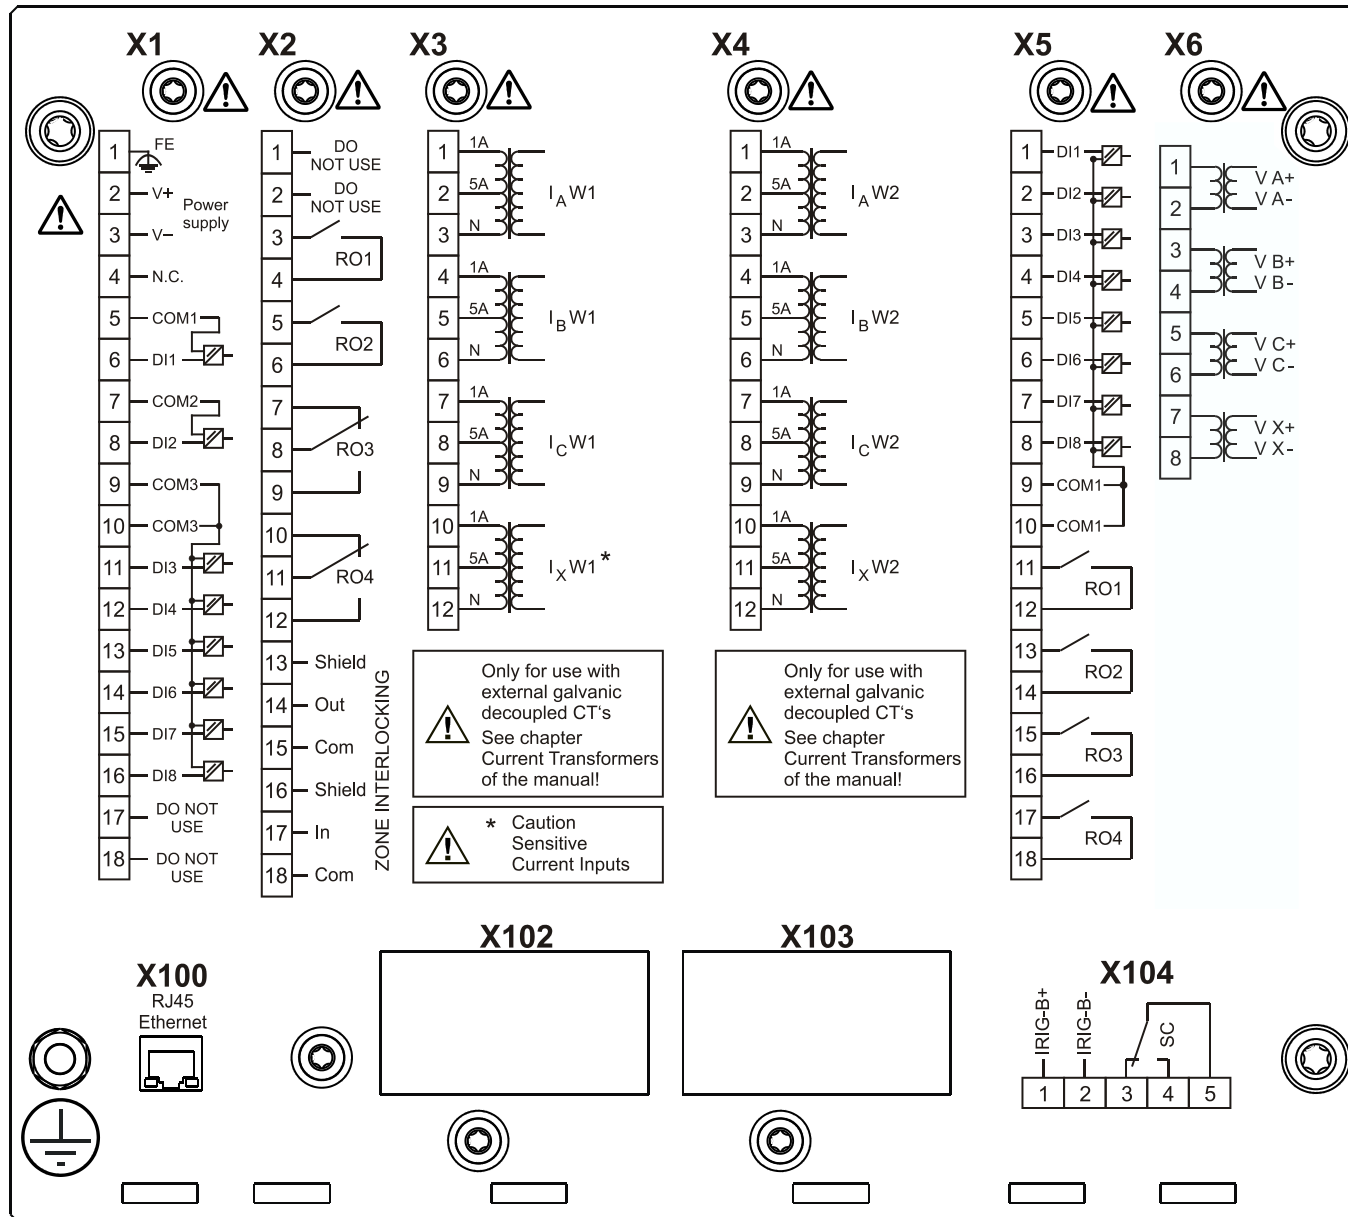 X1
1 FE
2 V+
Power
supply
3 V–
4 N.C.
5 COM1
6 DI1
7 COM2
8 DI2
9 COM3
10 COM3
11 DI3
12 DI4
13 DI5
14 DI6
15 DI7
16 DI8
17 DO NOT
USE
18 DO NOT
USE
X2
1 DO
NOT USE
2 DO
NOT USE
3
RO1
4
5
RO2
6
7
8 RO3
9
10
11 RO4
12
13 Shield
14 Out
15 Com
16 Shield
17 In
18 Com
ZONE INTERLOCKING
X3
1 1A
2 5A IA W1
3 N
4 1A
5 5A IB W1
6 N
7 1A
8 5A IC W1
9 N
10 1A
11 5A IX W1 *
12 N
Only for use with
external galvanic
decoupled CT‘s
See chapter
Current Transformers
of the manual!
* Caution
Sensitive
Current Inputs
X4
1 1A
2 5A IA W2
3 N
4 1A
5 5A IB W2
6 N
7 1A
8 5A IC W2
9 N
10 1A
11 5A IX W2
12 N
Only for use with
external galvanic
decoupled CT‘s
See chapter
Current Transformers
of the manual!
X5
1 DI1
2 DI2
3 DI3
4 DI4
5 DI5
6 DI6
7 DI7
8 DI8
9 COM1
10 COM1
11
RO1
12
13
RO2
14
15
RO3
16
17
RO4
18
X6
1 V A+
2 V A-
3 V B+
4 V B-
5 V C+
6 V C-
7 V X+
8 V X-
X100
RJ45
Ethernet
X102
X103
X104
IRIG-B+
IRIG-B-
SC
1 2 3 4 5